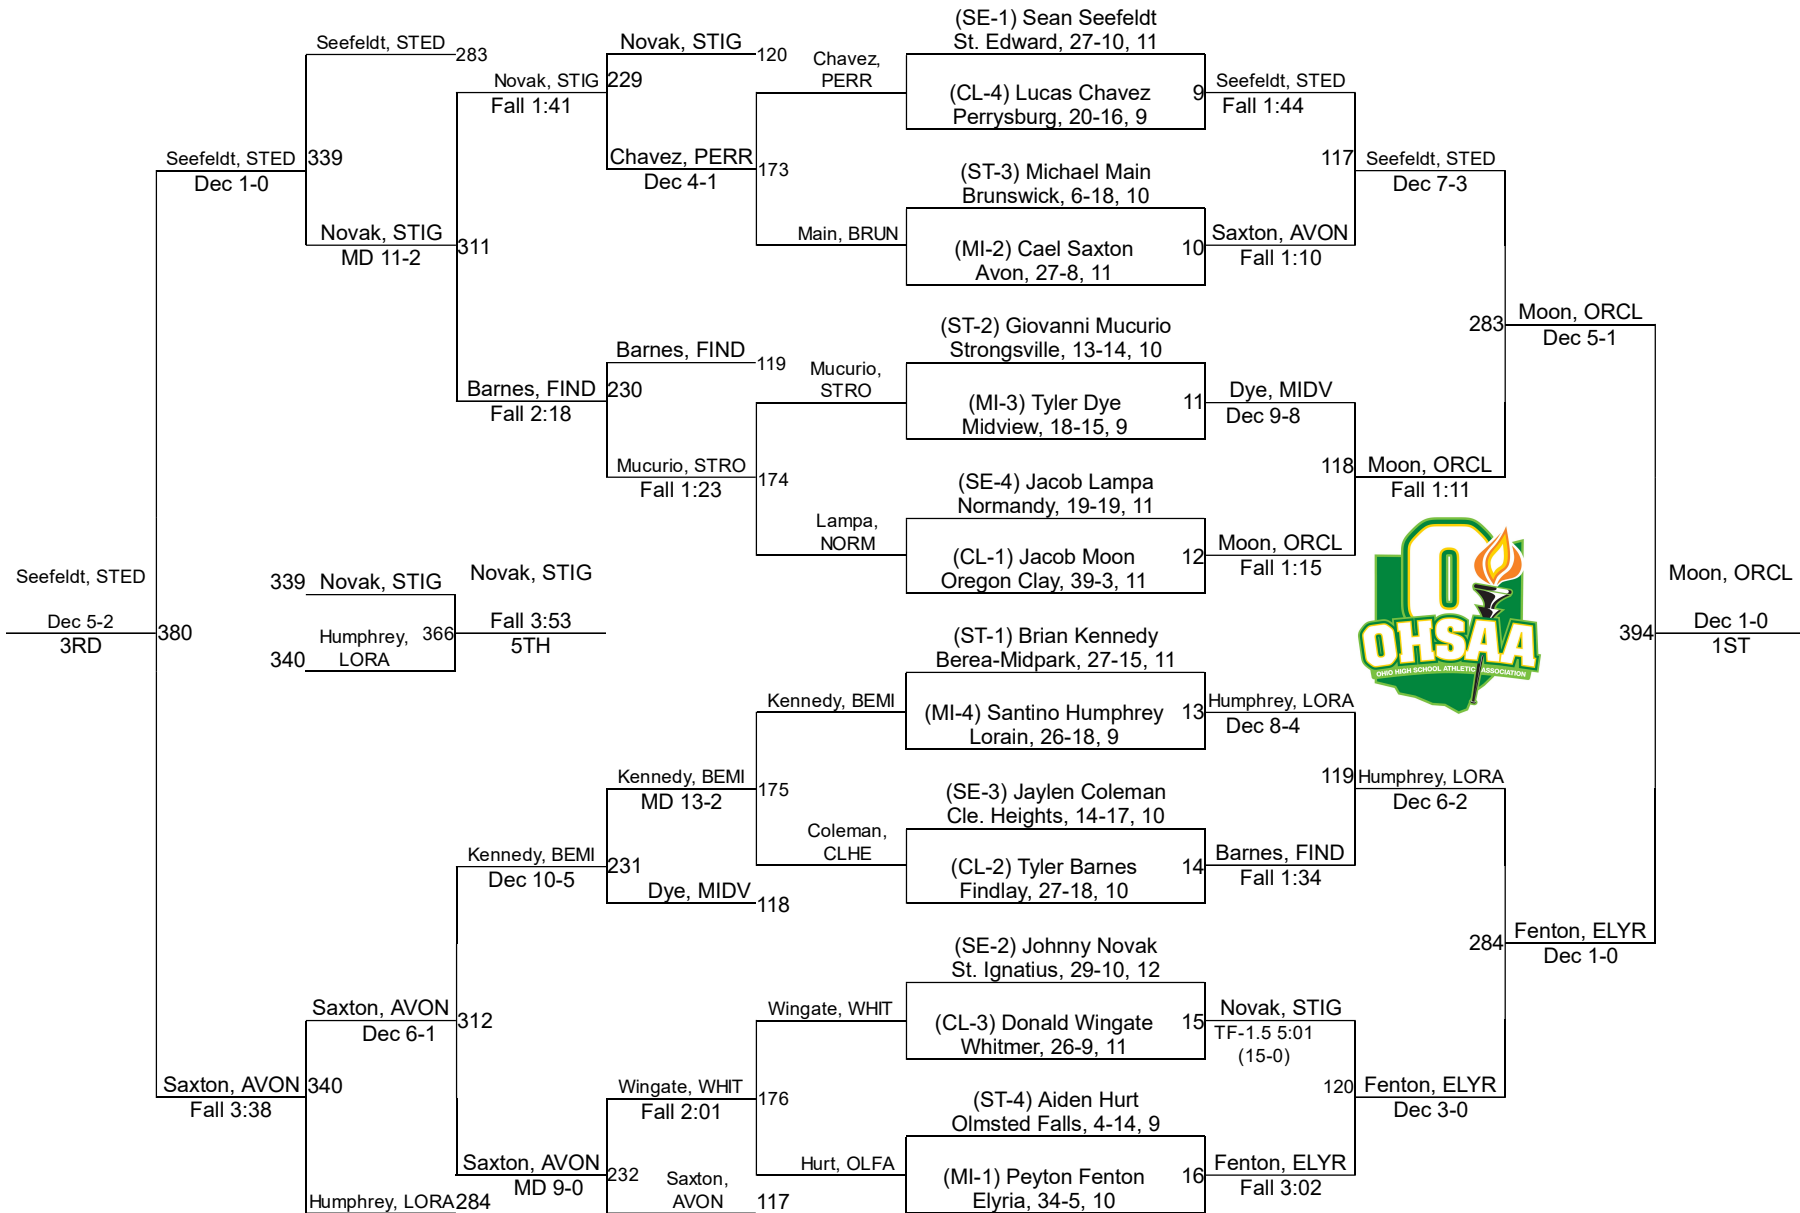 Seefeldt, STED
283
Novak, STIG
Fall 1:41
229
Novak, STIG
120
Chavez, PERR
Dec 4-1
173
Chavez,
PERR
Main, BRUN
(SE-1) Sean Seefeldt
St. Edward, 27-10, 11
(CL-4) Lucas Chavez
Perrysburg, 20-16, 9
9
Seefeldt, STED
Fall 1:44
(ST-3) Michael Main
Brunswick, 6-18, 10
(MI-2) Cael Saxton
Avon, 27-8, 11
10
Saxton, AVON
Fall 1:10
117
Seefeldt, STED
Dec 7-3
Seefeldt, STED
Dec 1-0
339
Novak, STIG
MD 11-2
311
Barnes, FIND
Fall 2:18
230
Barnes, FIND
119
Mucurio, STRO
Fall 1:23
174
Mucurio,
STRO
Lampa,
NORM
(ST-2) Giovanni Mucurio
Strongsville, 13-14, 10
(MI-3) Tyler Dye
Midview, 18-15, 9
11
Dye, MIDV
Dec 9-8
(SE-4) Jacob Lampa
Normandy, 19-19, 11
(CL-1) Jacob Moon
Oregon Clay, 39-3, 11
12
Moon, ORCL
Fall 1:15
118
Moon, ORCL
Fall 1:11
283
Moon, ORCL
Dec 5-1
Seefeldt, STED
Dec 5-2
3RD
380
339
Novak, STIG
340
Humphrey,
LORA
366
Novak, STIG
Fall 3:53
5TH
O
OHSAA
OHIO HIGH SCHOOL ATHLETIC ASSOCIATION
394
Moon, ORCL
Dec 1-0
1ST
(ST-1) Brian Kennedy
Berea-Midpark, 27-15, 11
(MI-4) Santino Humphrey
Lorain, 26-18, 9
13
Humphrey, LORA
Dec 8-4
Kennedy, BEMI
Kennedy, BEMI
MD 13-2
175
Coleman,
CLHE
(SE-3) Jaylen Coleman
Cle. Heights, 14-17, 10
(CL-2) Tyler Barnes
Findlay, 27-18, 10
14
Barnes, FIND
Fall 1:34
119
Humphrey, LORA
Dec 6-2
Kennedy, BEMI
Dec 10-5
231
Dye, MIDV
118
284
Fenton, ELYR
Dec 1-0
(SE-2) Johnny Novak
St. Ignatius, 29-10, 12
(CL-3) Donald Wingate
Whitmer, 26-9, 11
15
Novak, STIG
TF-1.5 5:01
(15-0)
Saxton, AVON
Dec 6-1
312
Wingate, WHIT
Wingate, WHIT
Fall 2:01
176
Saxton, AVON
Fall 3:38
340
(ST-4) Aiden Hurt
Olmsted Falls, 4-14, 9
(MI-1) Peyton Fenton
Elyria, 34-5, 10
16
Fenton, ELYR
Fall 3:02
120
Fenton, ELYR
Dec 3-0
Hurt, OLFA
Saxton, AVON
MD 9-0
232
Saxton,
AVON
117
Humphrey, LORA
284